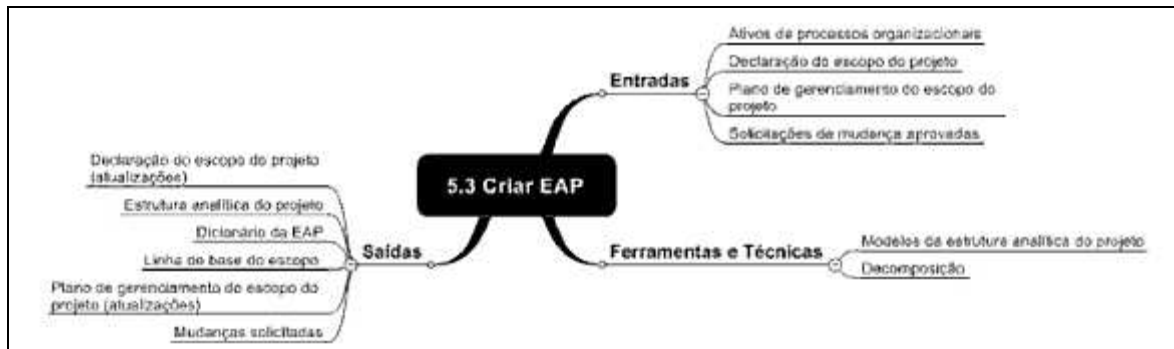 Ativos de processos organizacionais
Declaração do escopo do projeto
Entradas
Plano de gerenciamento do escopo do
projeto
Solicitações de mudança aprovadas
5.3 Criar EAP
Declaração do escopo do projeto
(atualizações)
Estrutura analítica do projeto
Dicionário da EAP
Saídas
Linha de base do escopo
Plano de gerenciamento do escopo do
projeto (atualizações)
Mudanças solicitadas
Ferramentas e Técnicas
Modelos da estrutura analítica do projeto
Decomposição